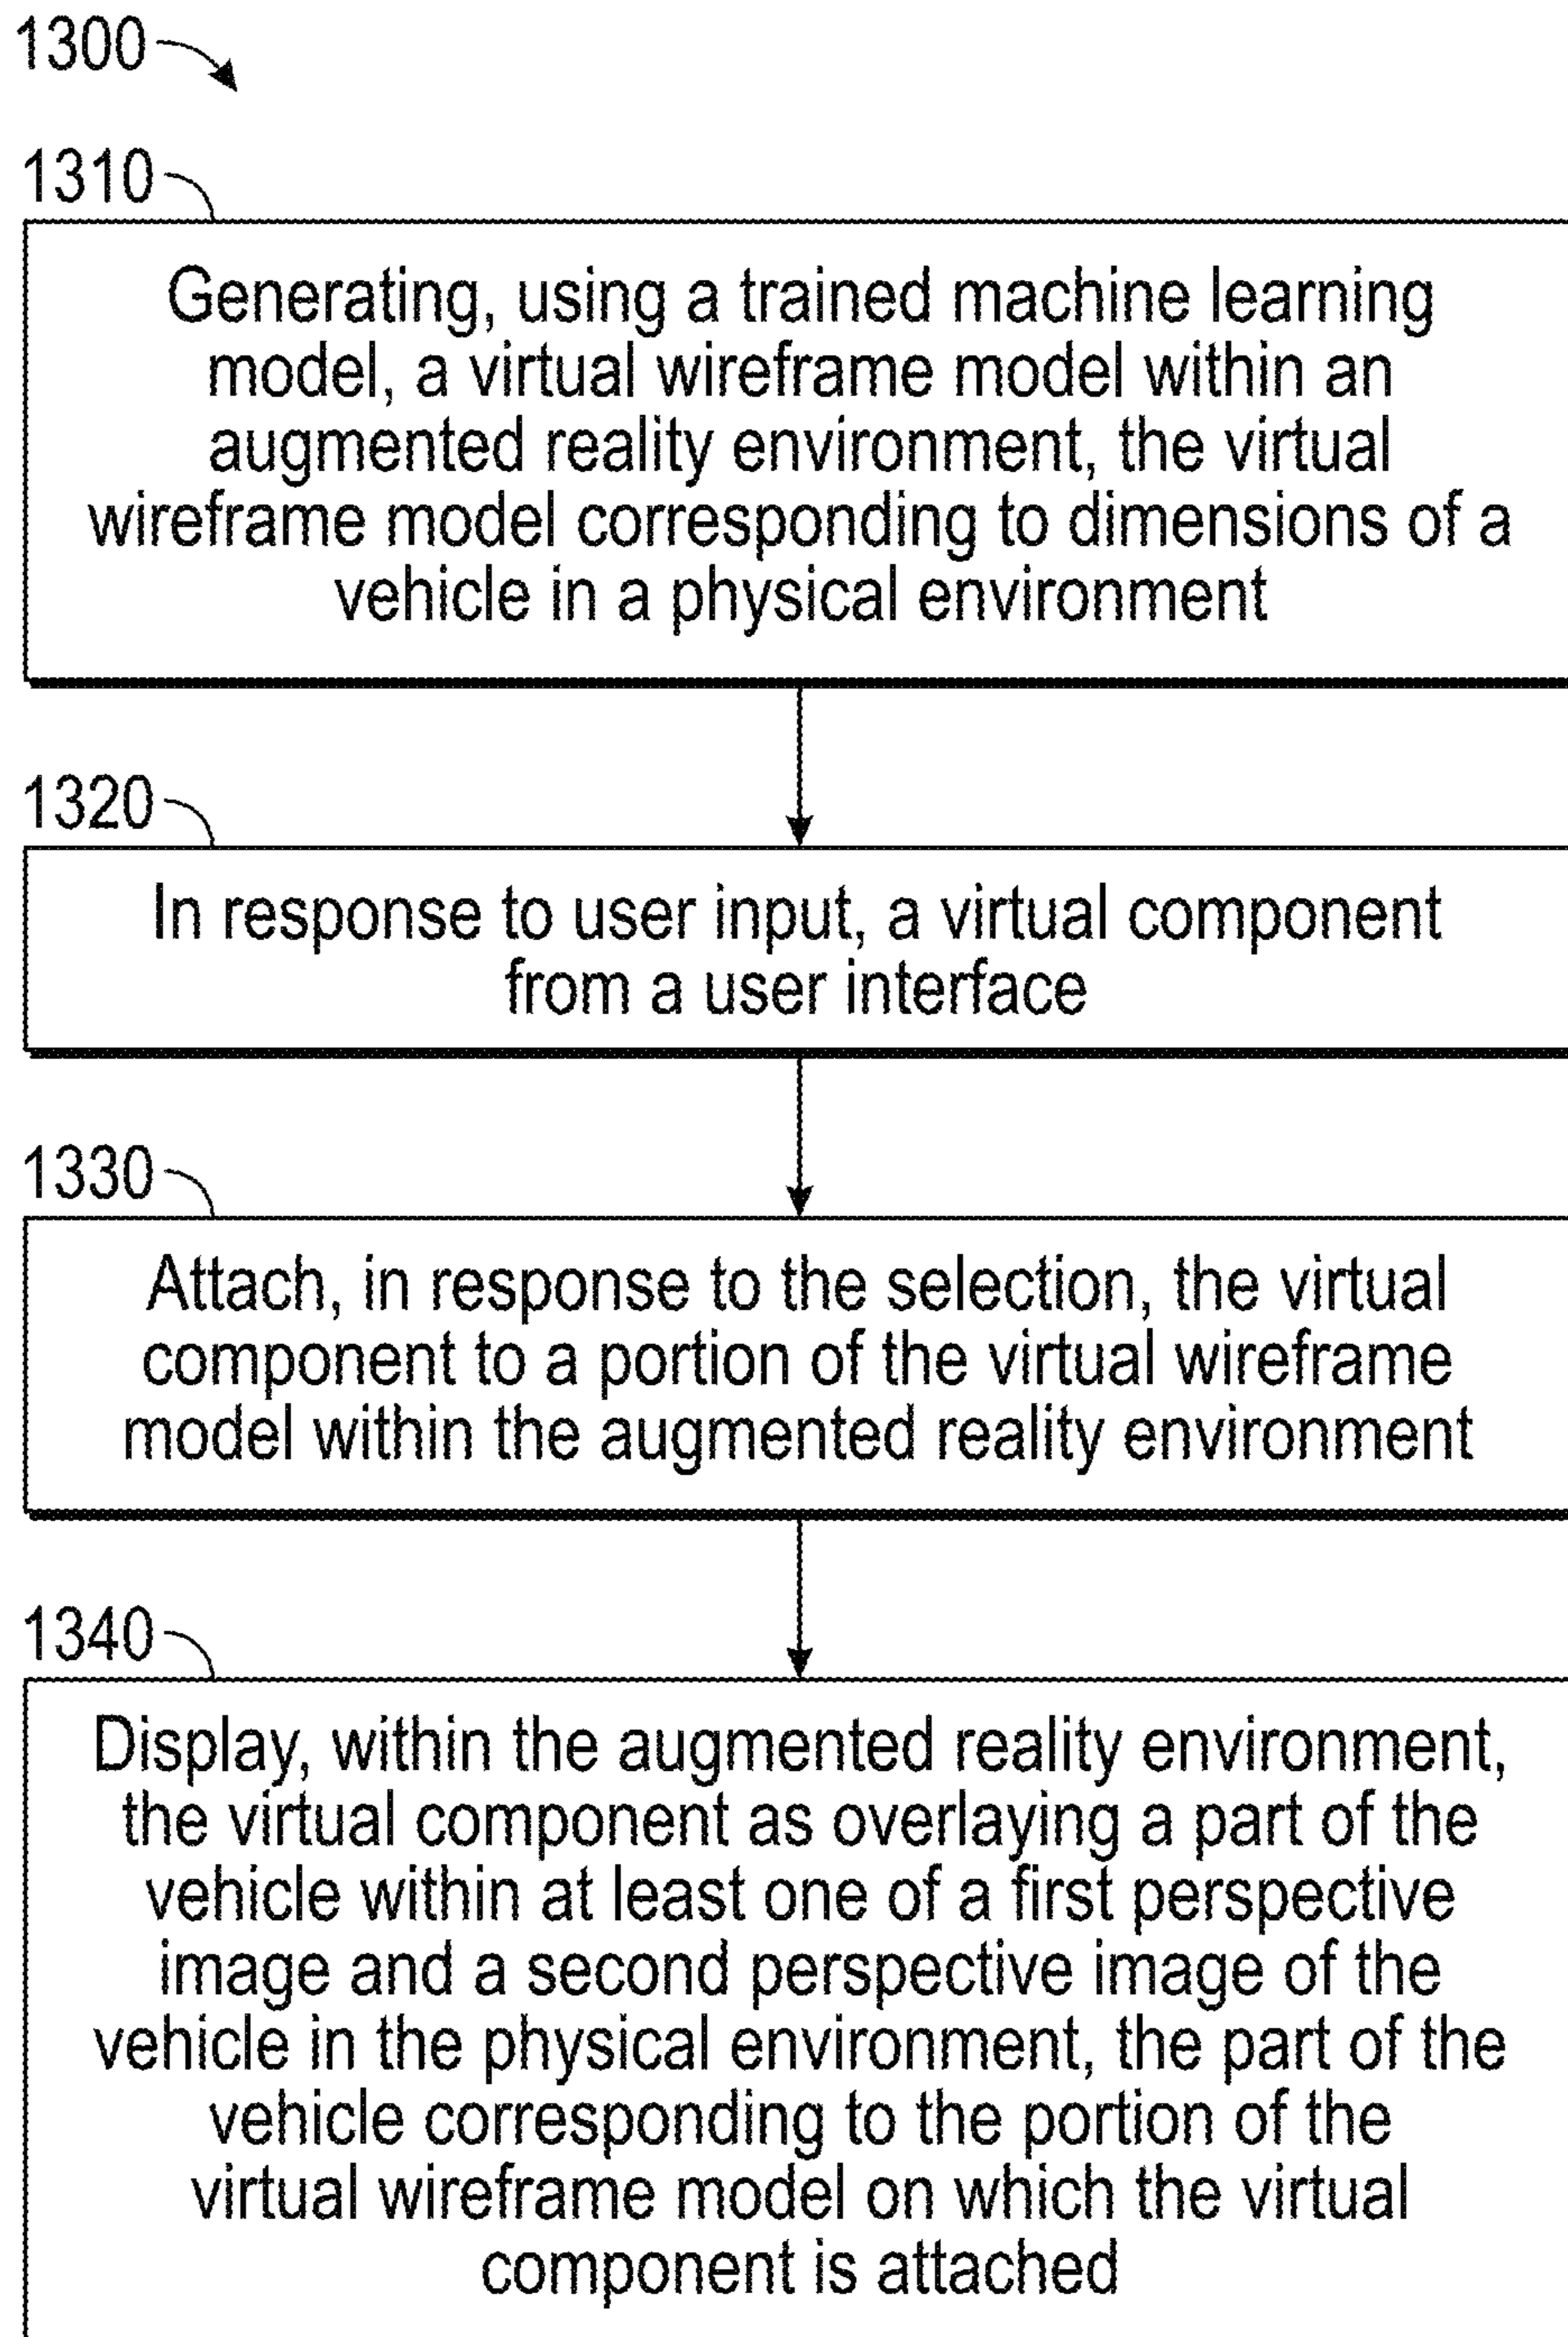 1300
1310
Generating, using a trained machine learning
model, a virtual wireframe model within an
augmented reality environment, the virtual
wireframe model corresponding to dimensions of a
vehicle in a physical environment
1320
In response to user input, a virtual component
from a user interface
1330
Attach, in response to the selection, the virtual
component to a portion of the virtual wireframe
model within the augmented reality environment
1340
Display, within the augmented reality environment,
the virtual component as overlaying a part of the
vehicle within at least one of a first perspective
image and a second perspective image of the
vehicle in the physical environment, the part of the
vehicle corresponding to the portion of the
virtual wireframe model on which the virtual
component is attached